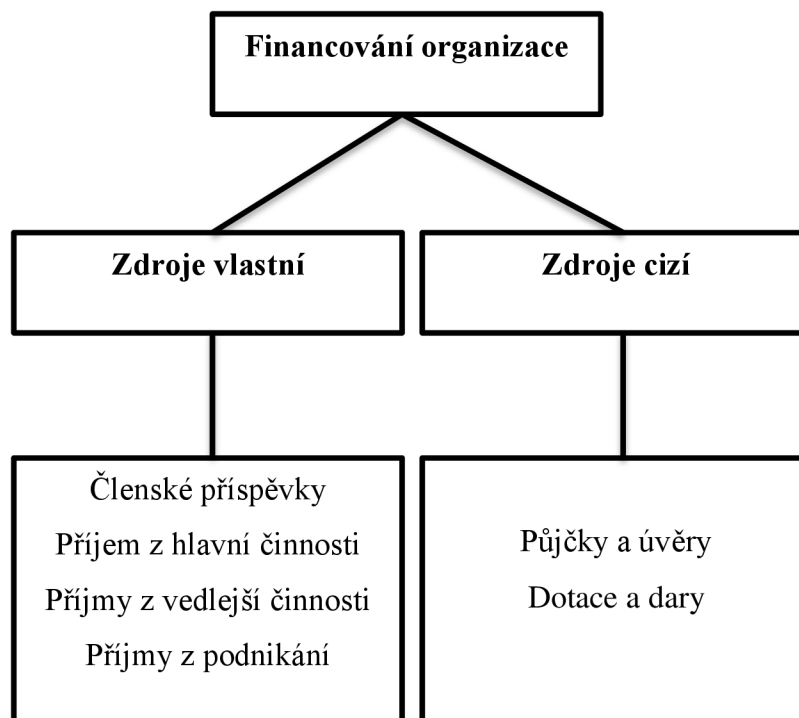 Financování organizace
Zdroje vlastní
Zdroje cizí
Členské příspěvky
Příjem z hlavní činnosti
Příjmy z vedlejší činnosti
Příjmy z podnikání
Půjčky a úvěry
Dotace a dary